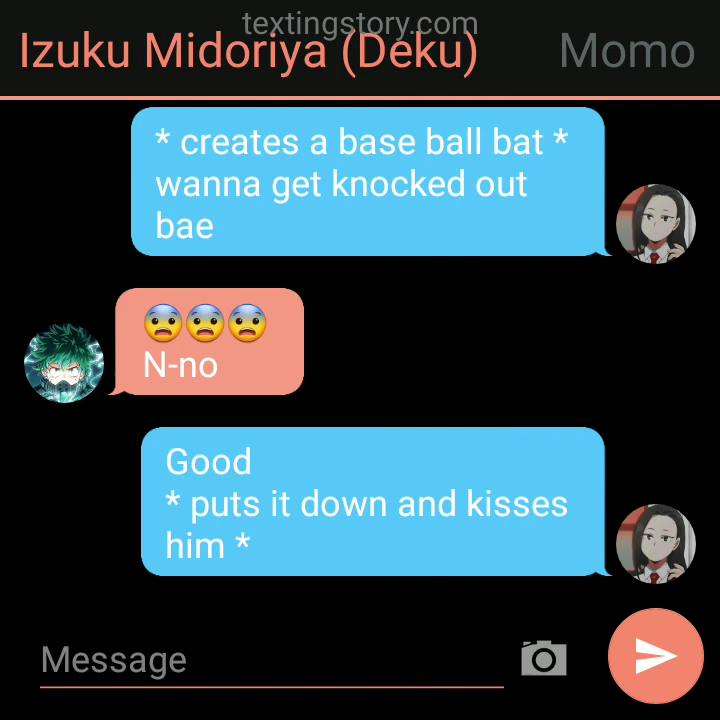 textingstory.com
Izuku Midoriya (Deku) Momo
* creates a base ball bat *
wanna get knocked out
bae
😨😨😨
N-no
Good
* puts it down and kisses
him *
Message